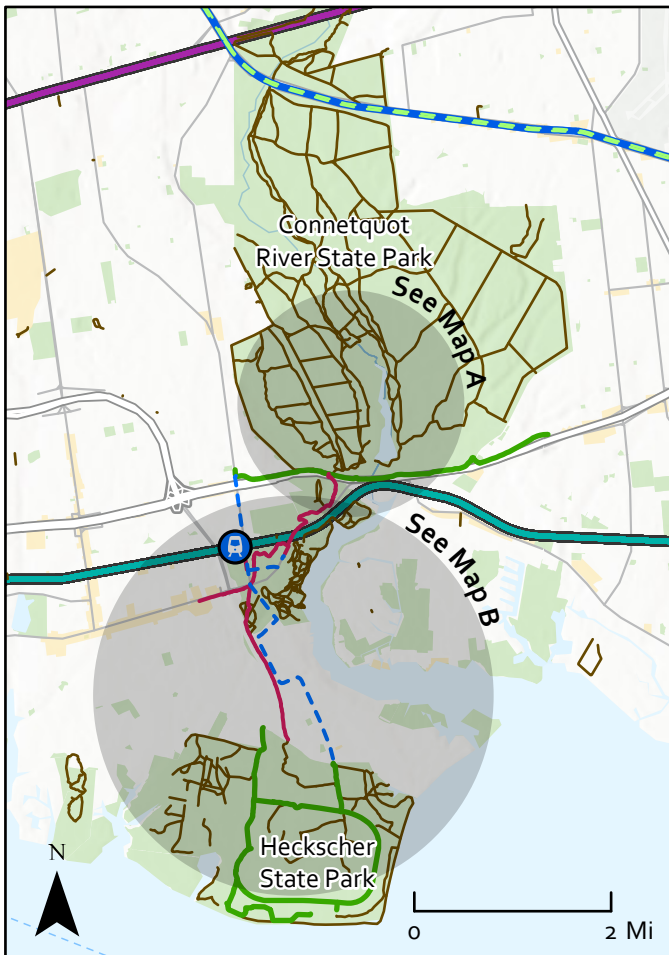 Connetquot
River State Park
See Map A
See Map B
Heckscher
State Park
N
0 2 Mi